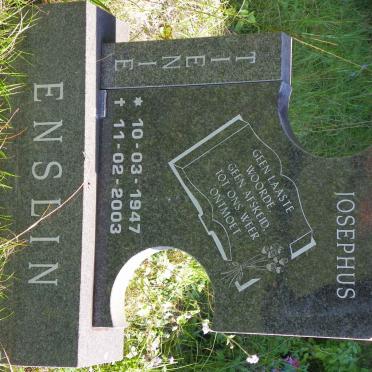 JOSEPHUS
TIENIE
GEEN LAASTE
WOORDE
GEEN AFSKEID
TOT ONS WEER
ONTMOET
* 10-03-1947
† 11-02-2003
ENSLIN